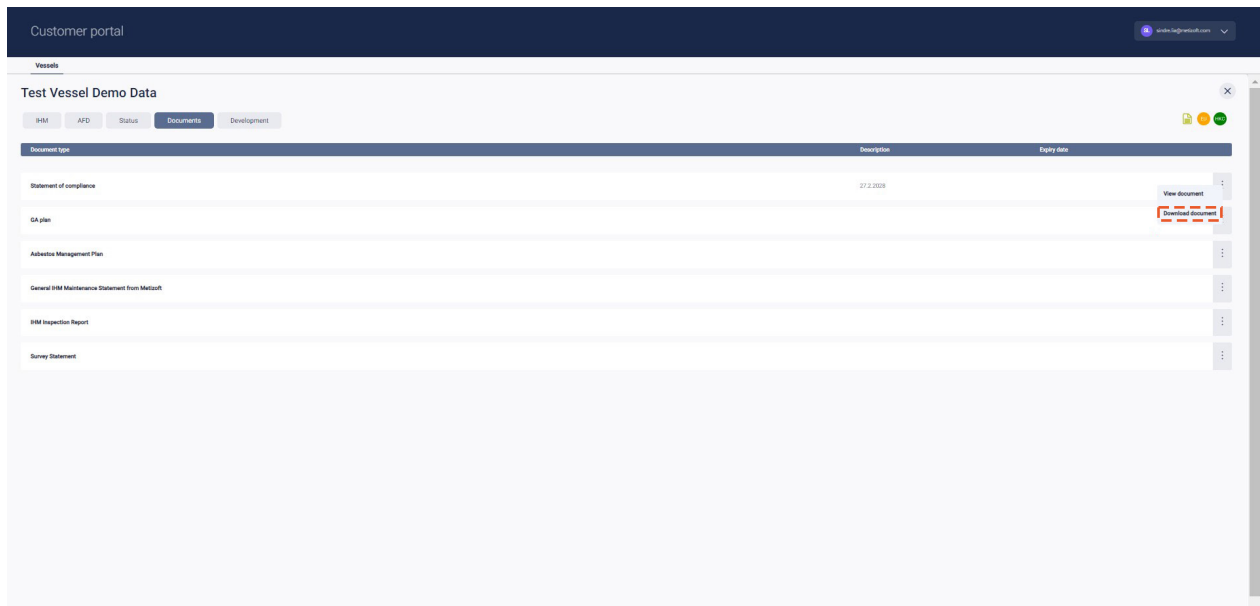 Customer portal
Vessels
Test Vessel Demo Data
IHM AFD Status Documents Development
HKC
Document type Description Expiry date
Statement of compliance 27.2.2028
View document
GA plan
Download document
Asbestos Management Plan
General IHM Maintenance Statement from Metizoft
IHM Inspection Report
Survey Statement